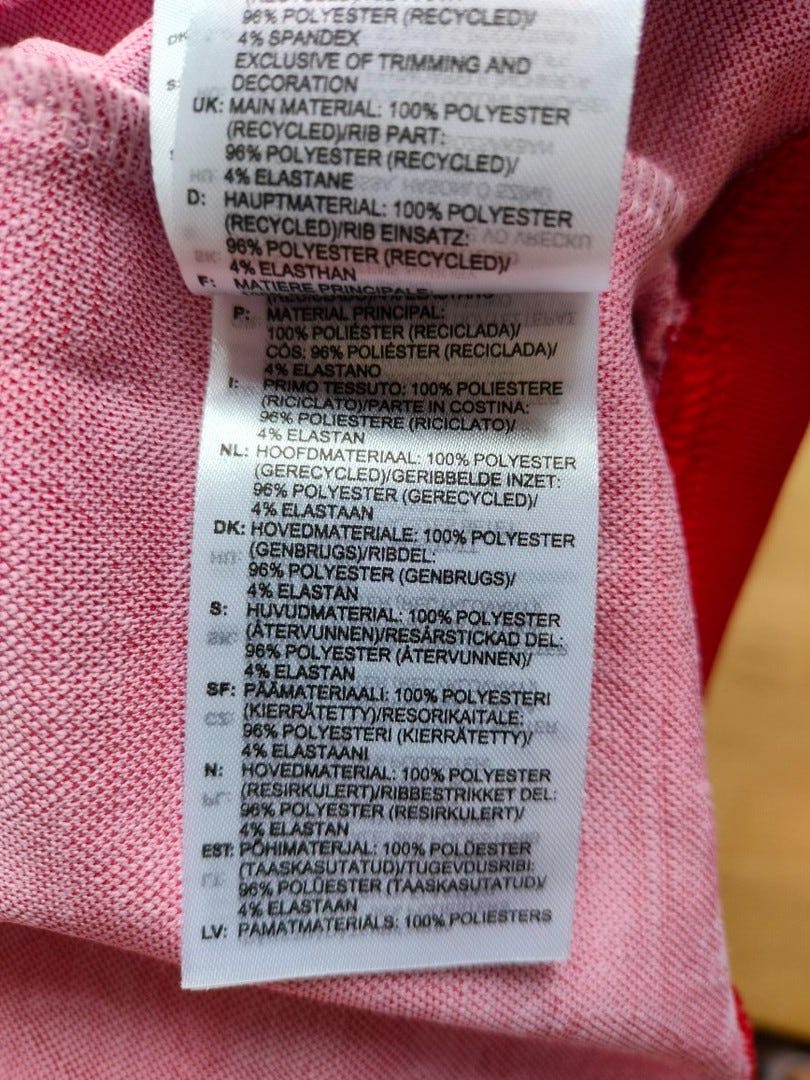 96% POLYESTER (RECYCLED)/
DK
4% SPANDEX
EXCLUSIVE OF TRIMMING AND
S:
DECORATION
UK: MAIN MATERIAL: 100% POLYESTER
(RECYCLED)/RIB PART:
96% POLYESTER (RECYCLED)/
4% ELASTANE
D: HAUPTMATERIAL: 100% POLYESTER
(RECYCLED)/RIB EINSATZ:
96% POLYESTER (RECYCLED)/
4% ELASTHAN
F: MATIERE PRINCIPALE:
P: MATERIAL PRINCIPAL:
100% POLIÉSTER (RECICLADA)/
CÓS: 96% POLIÉSTER (RECICLADA)/
4% ELASTANO
I: PRIMO TESSUTO: 100% POLIESTERE
(RICICLATO)/PARTE IN COSTINA:
96% POLIESTERE (RICICLATO)/
4% ELASTAN
NL: HOOFDMATERIAAL: 100% POLYESTER
(GERECYCLED)/GERIBBELDE INZET:
96% POLYESTER (GERECYCLED)/
4% ELASTAAN
DK: HOVEDMATERIALE: 100% POLYESTER
(GENBRUGS)/RIBDEL:
96% POLYESTER (GENBRUGS)/
4% ELASTAN
S: HUVUDMATERIAL: 100% POLYESTER
(ÅTERVUNNEN)/RESÅRSTICKAD DEL:
96% POLYESTER (ÅTERVUNNEN)/
4% ELASTAN
SF: PÄÄMATERIAALI: 100% POLYESTERI
(KIERRÄTETTY)/RESORIKAITALE:
96% POLYESTERI (KIERRÄTETTY)/
4% ELASTAANI
N: HOVEDMATERIAL: 100% POLYESTER
(RESIRKULERT)/RIBBESTRIKKET DEL:
96% POLYESTER (RESIRKULERT)/
4% ELASTAN
EST: PÕHIMATERJAL: 100% POLÜESTER
(TAASKASUTATUD)/TUGEVDUSRIBI:
96% POLÜESTER (TAASKASUTATUD)/
4% ELASTAAN
LV: PAMATMATERIĀLS: 100% POLIESTERS